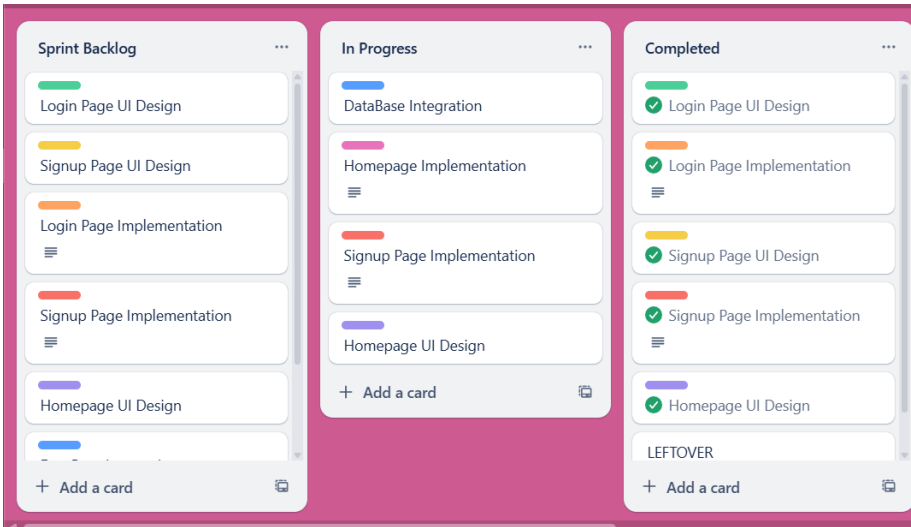 Sprint Backlog
Login Page UI Design
Signup Page UI Design
Login Page Implementation
Signup Page Implementation
Homepage UI Design
Add a card
In Progress
DataBase Integration
Homepage Implementation
Signup Page Implementation
Homepage UI Design
Add a card
Completed
Login Page UI Design
Login Page Implementation
Signup Page UI Design
Signup Page Implementation
Homepage UI Design
LEFTOVER
Add a card